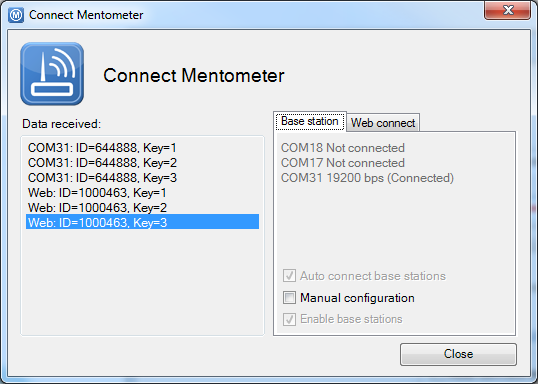 Connect Mentometer
Connect Mentometer
Data received:
COM31: ID=644888, Key=1
COM31: ID=644888, Key=2
COM31: ID=644888, Key=3
Web: ID=1000463, Key=1
Web: ID=1000463, Key=2
Web: ID=1000463, Key=3
Base station
Web connect
COM18 Not connected
COM17 Not connected
COM31 19200 bps (Connected)
Auto connect base stations
Manual configuration
Enable base stations
Close